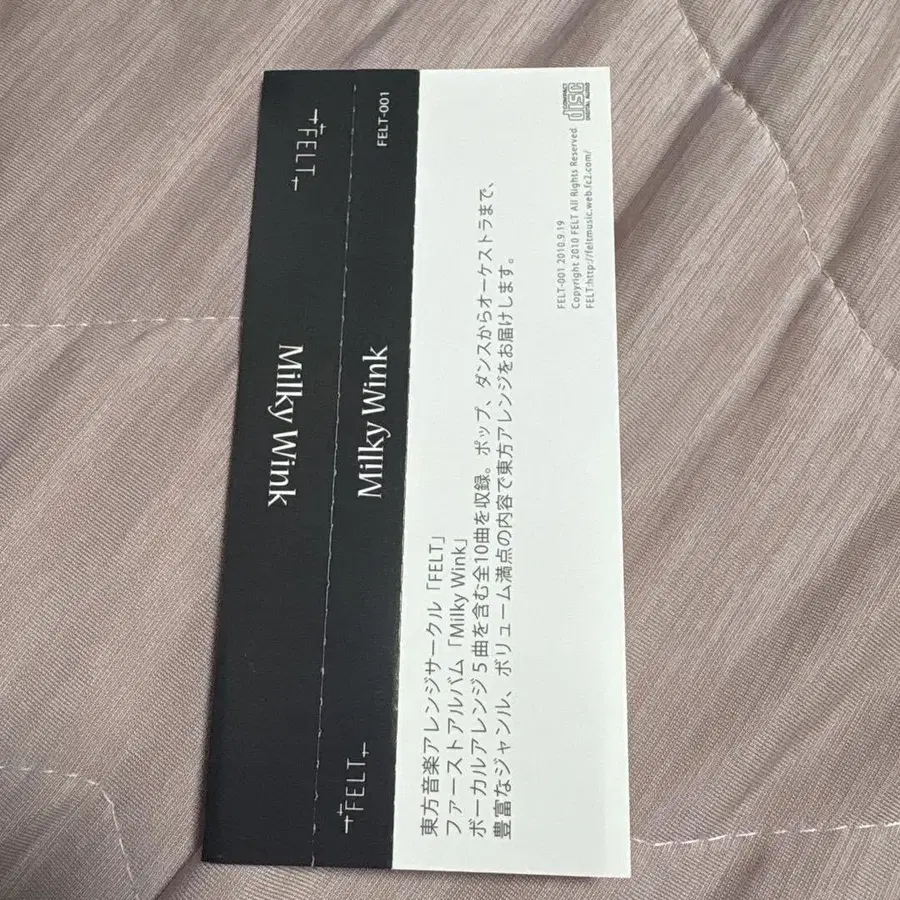 FELT
Milky Wink
FELT
Milky Wink
FELT-001
東方音楽アレンジサークル「FELT」
ファーストアルバム「Milky Wink」
ボーカルアレンジ5曲を含む全10曲を収録。ポップ、ダンスからオーケストラまで、
豊富なジャンル、ボリューム満点の内容で東方アレンジをお届けします。
FELT-001 2010.9.19
Copyright 2010 FELT All Rights Reserved.
FELT:http://feltmusic.web.fc2.com/
COMPACT
disc
DIGITAL AUDIO